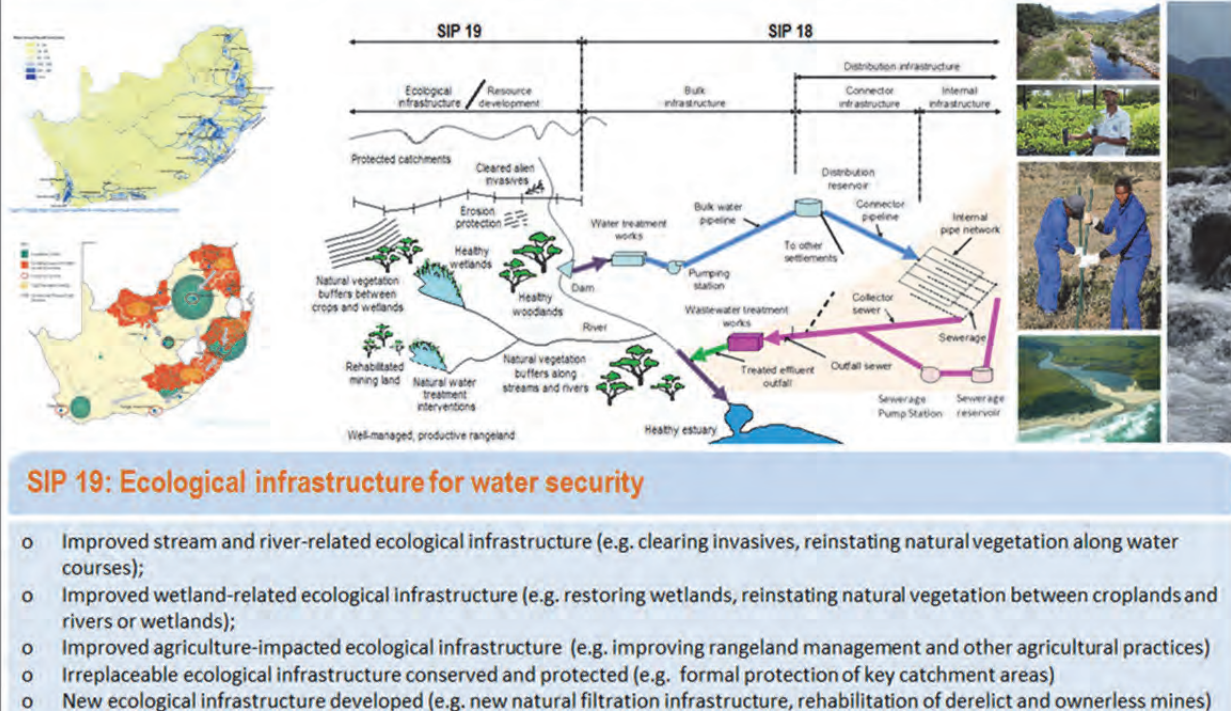 SIP 19
SIP 18
Distribution infrastructure
Ecological
infrastructure
Resource
development
Bulk
infrastructure
Connector
infrastructure
Internal
infrastructure
Protected catchments
Cleared alien
invasives
Erosion
protection
Natural vegetation
buffers between
crops and wetlands
Healthy
wetlands
Healthy
woodlands
Dam
Water treatment
works
Bulk water
pipeline
Pumping
station
Distribution
reservoir
To other
settlements
Connector
pipeline
Internal
pipe network
Collector
sewer
Sewerage
Wastewater treatment
works
River
Rehabilitated
mining land
Natural water
treatment
interventions
Natural vegetation
buffers along
streams and rivers
Treated effluent
outfall
Outfall sewer
Sewerage
Pump Station
Sewerage
reservoir
Healthy estuary
Well-managed, productive rangeland
SIP 19: Ecological infrastructure for water security
o Improved stream and river-related ecological infrastructure (e.g. clearing invasives, reinstating natural vegetation along water
courses);
o Improved wetland-related ecological infrastructure (e.g. restoring wetlands, reinstating natural vegetation between croplands and
rivers or wetlands);
o Improved agriculture-impacted ecological infrastructure (e.g. improving rangeland management and other agricultural practices)
o Irreplaceable ecological infrastructure conserved and protected (e.g. formal protection of key catchment areas)
o New ecological infrastructure developed (e.g. new natural filtration infrastructure, rehabilitation of derelict and ownerless mines)